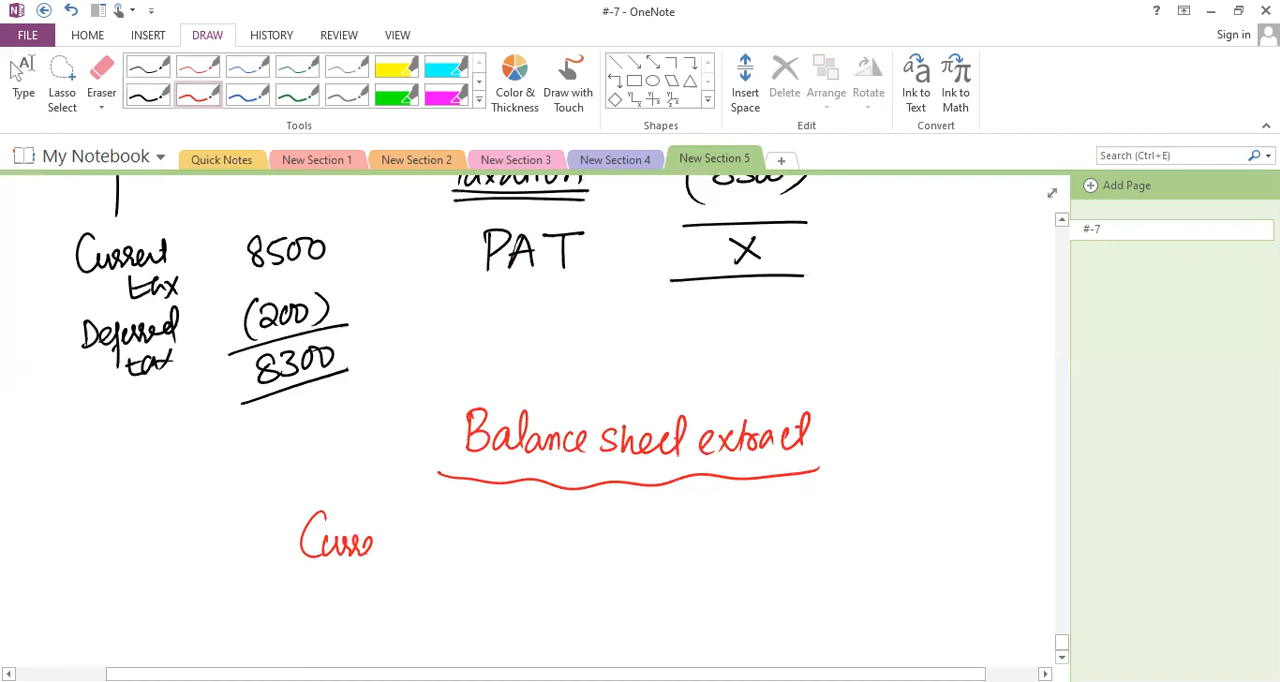 #-7 - OneNote
?
Sign in
FILE HOME INSERT DRAW HISTORY REVIEW VIEW
Type
Lasso Select
Eraser
Color & Thickness
Draw with Touch
Insert Space
Delete
Arrange
Rotate
Ink to Text
Ink to Math
Tools Shapes Edit Convert
My Notebook Quick Notes New Section 1 New Section 2 New Section 3 New Section 4 New Section 5
Search (Ctrl+E)
Add Page
#-7
Taxation
PAT X
Current tax 8500
Deferred tax (200)
8300
Balance sheet extract
Curre